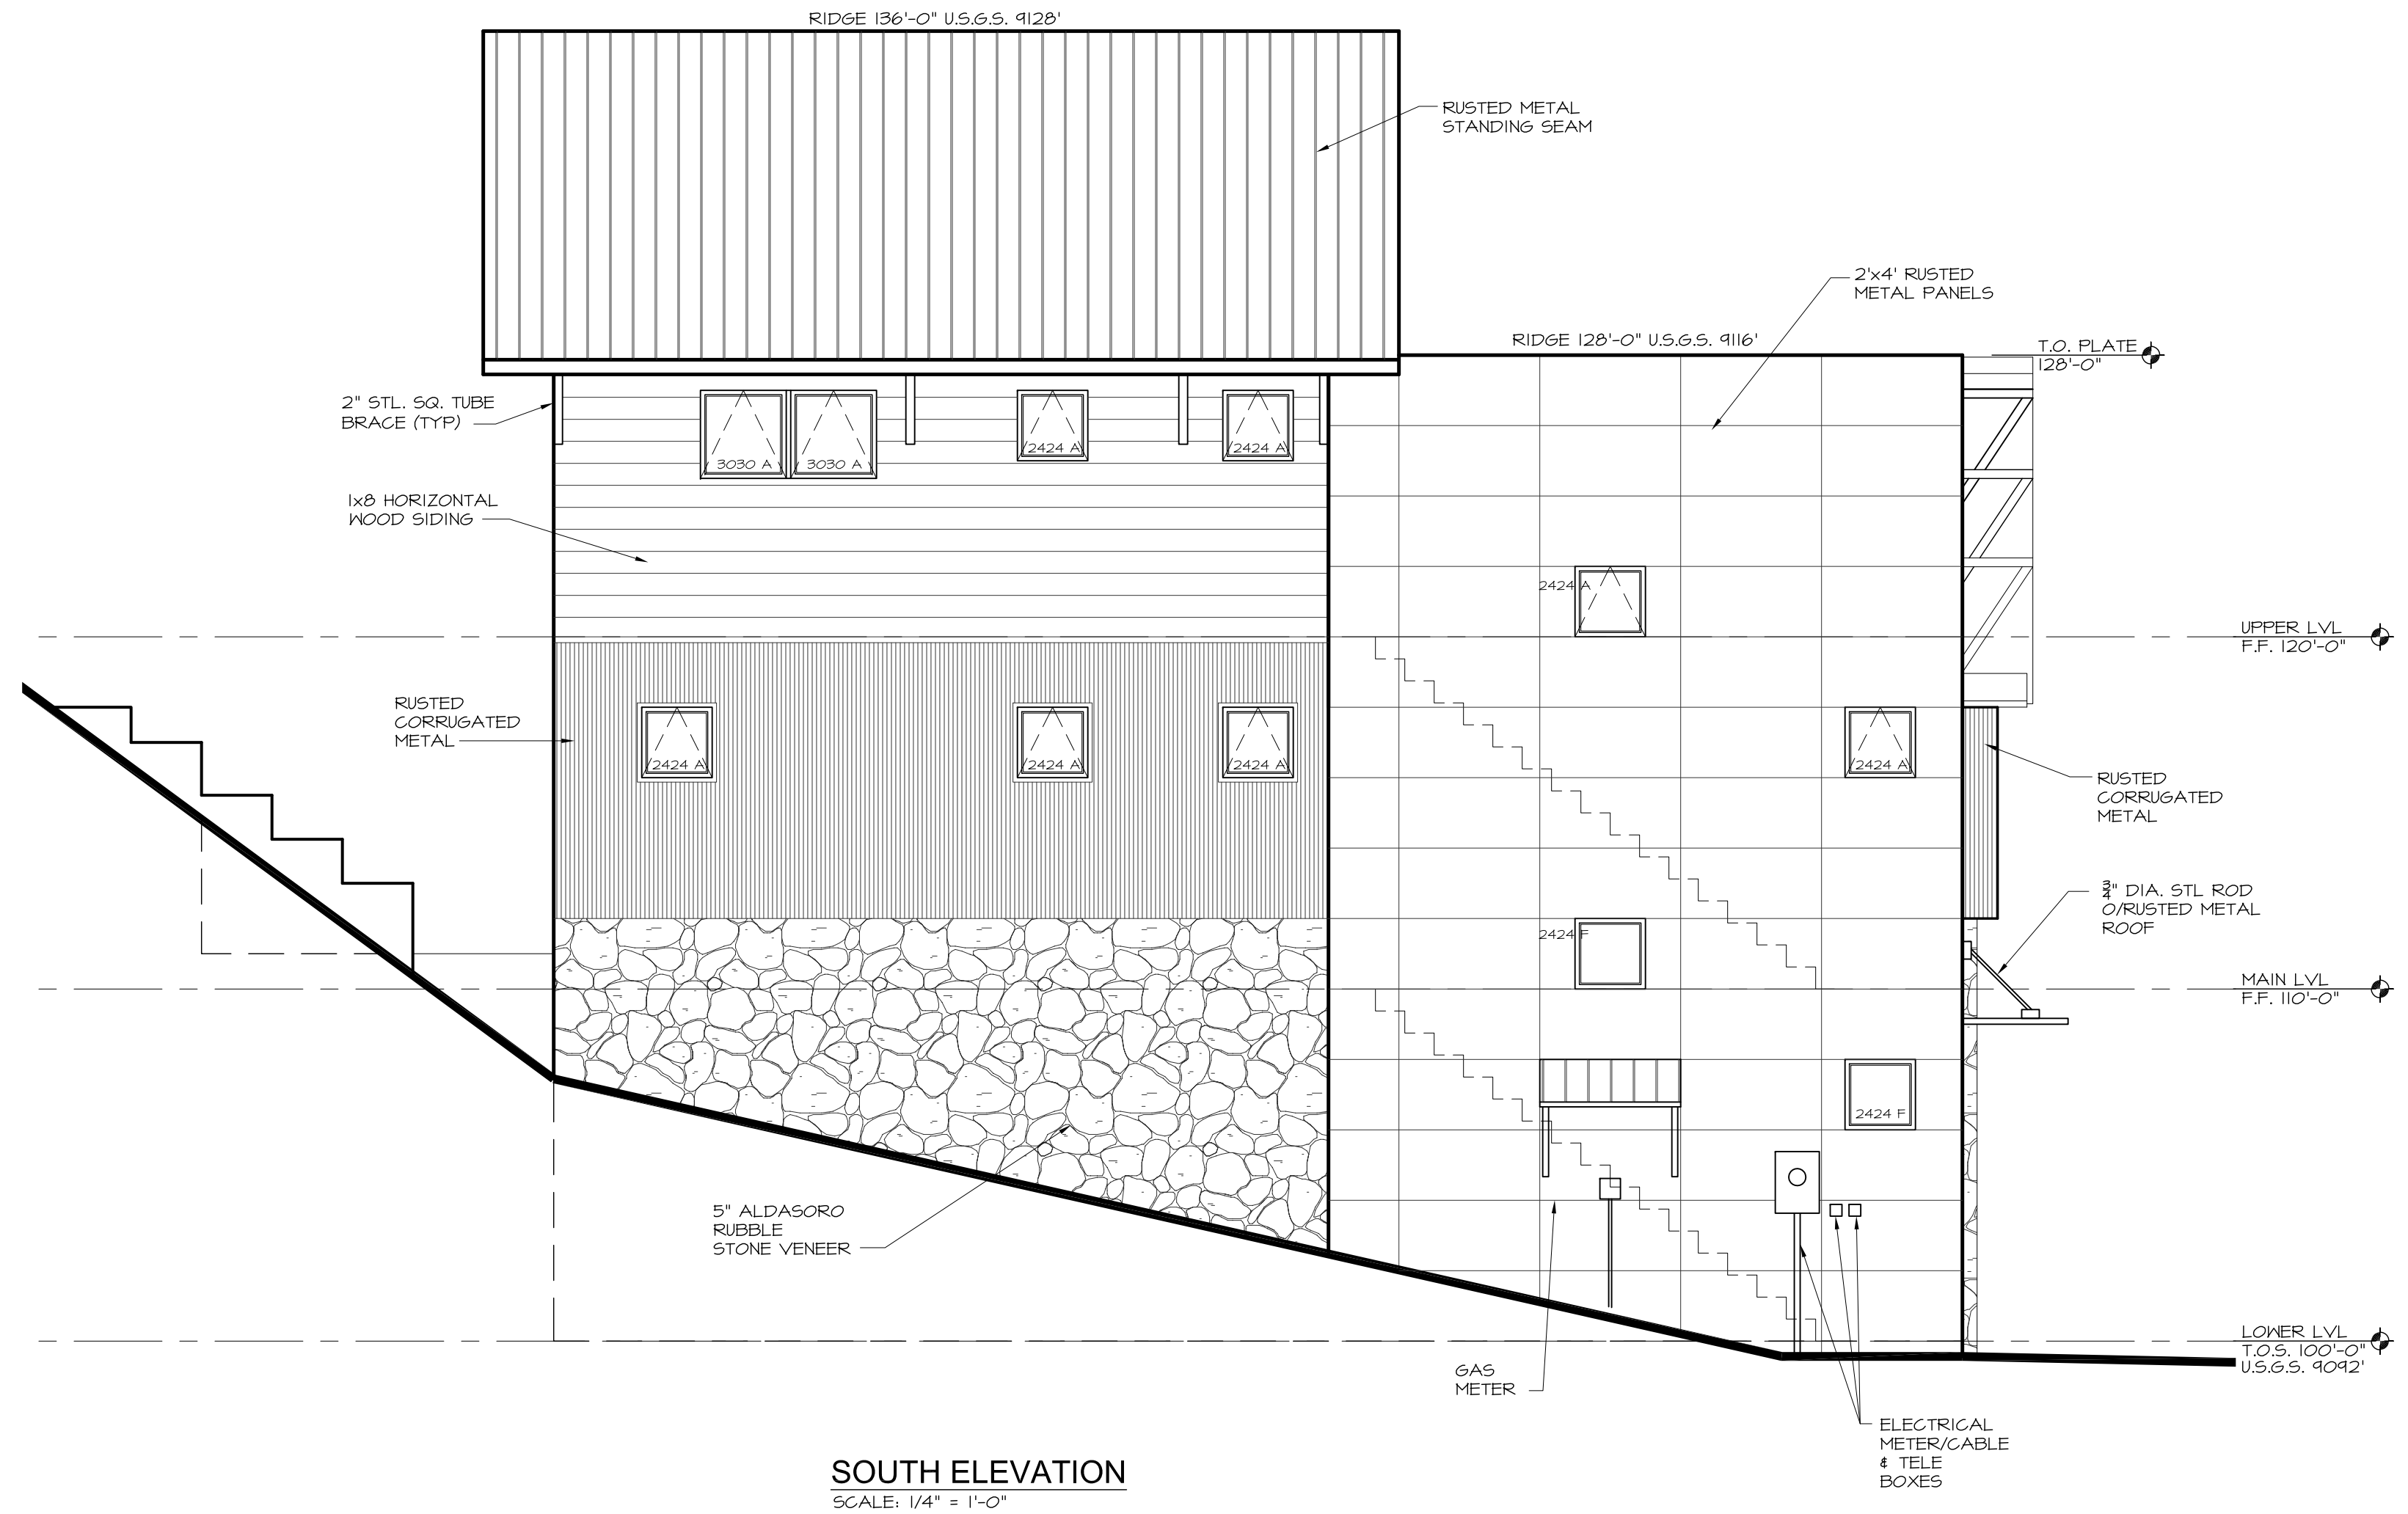 RIDGE 136'-0" U.S.G.S. 9128'
RUSTED METAL
STANDING SEAM
2'x4' RUSTED
METAL PANELS
RIDGE 128'-0" U.S.G.S. 9116'
T.O. PLATE
128'-0"
2" STL. SQ. TUBE
BRACE (TYP)
3030 A
3030 A
2424 A
2424 A
1x8 HORIZONTAL
WOOD SIDING
2424 A
UPPER LVL
F.F. 120'-0"
RUSTED
CORRUGATED
METAL
2424 A
2424 A
2424 A
2424 A
RUSTED
CORRUGATED
METAL
3/4" DIA. STL ROD
O/RUSTED METAL
ROOF
2424 F
MAIN LVL
F.F. 110'-0"
2424 F
5" ALDASORO
RUBBLE
STONE VENEER
LOWER LVL
T.O.S. 100'-0"
U.S.G.S. 9092'
GAS
METER
ELECTRICAL
METER/CABLE
& TELE
BOXES
SOUTH ELEVATION
SCALE: 1/4" = 1'-0"